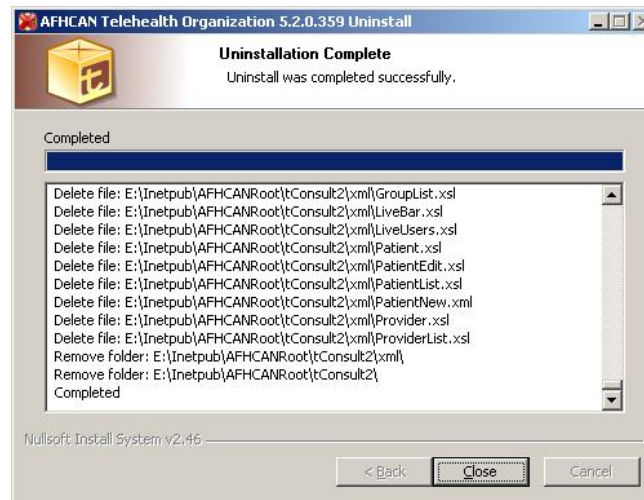 AFHCAN Telehealth Organization 5.2.0.359 Uninstall
Uninstallation Complete
Uninstall was completed successfully.
t
Completed
Delete file: E:\Inetpub\AFHCANRoot\tConsult2\xml\GroupList.xsl
Delete file: E:\Inetpub\AFHCANRoot\tConsult2\xml\LiveBar.xsl
Delete file: E:\Inetpub\AFHCANRoot\tConsult2\xml\LiveUsers.xsl
Delete file: E:\Inetpub\AFHCANRoot\tConsult2\xml\Patient.xsl
Delete file: E:\Inetpub\AFHCANRoot\tConsult2\xml\PatientEdit.xsl
Delete file: E:\Inetpub\AFHCANRoot\tConsult2\xml\PatientList.xsl
Delete file: E:\Inetpub\AFHCANRoot\tConsult2\xml\PatientNew.xml
Delete file: E:\Inetpub\AFHCANRoot\tConsult2\xml\Provider.xsl
Delete file: E:\Inetpub\AFHCANRoot\tConsult2\xml\ProviderList.xsl
Remove folder: E:\Inetpub\AFHCANRoot\tConsult2\xml\
Remove folder: E:\Inetpub\AFHCANRoot\tConsult2\
Completed
Nullsoft Install System v2.46
< Back
Close
Cancel